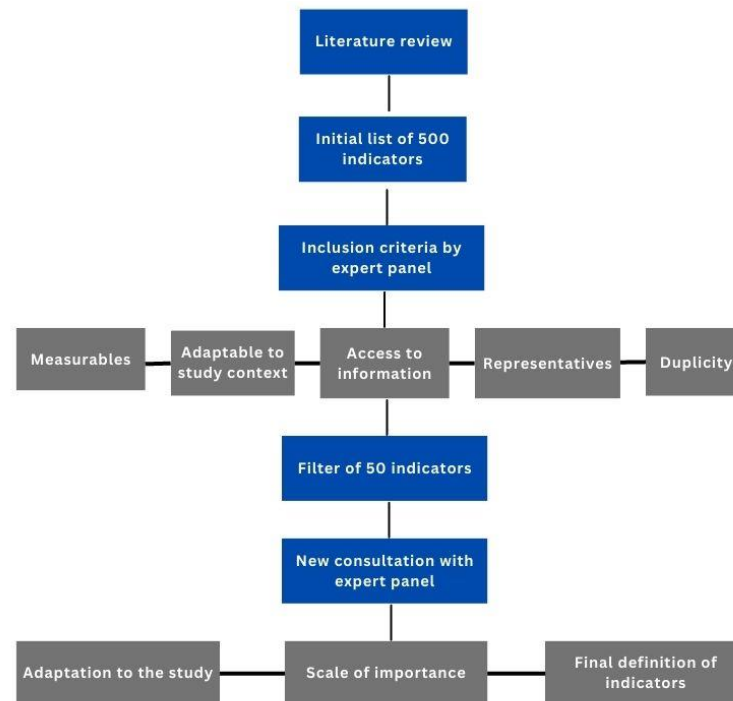 Literature review
Initial list of 500
indicators
Inclusion criteria by
expert panel
Measurables
Adaptable to
study context
Access to
information
Representatives
Duplicity
Filter of 50 indicators
New consultation with
expert panel
Adaptation to the study
Scale of importance
Final definition of
indicators